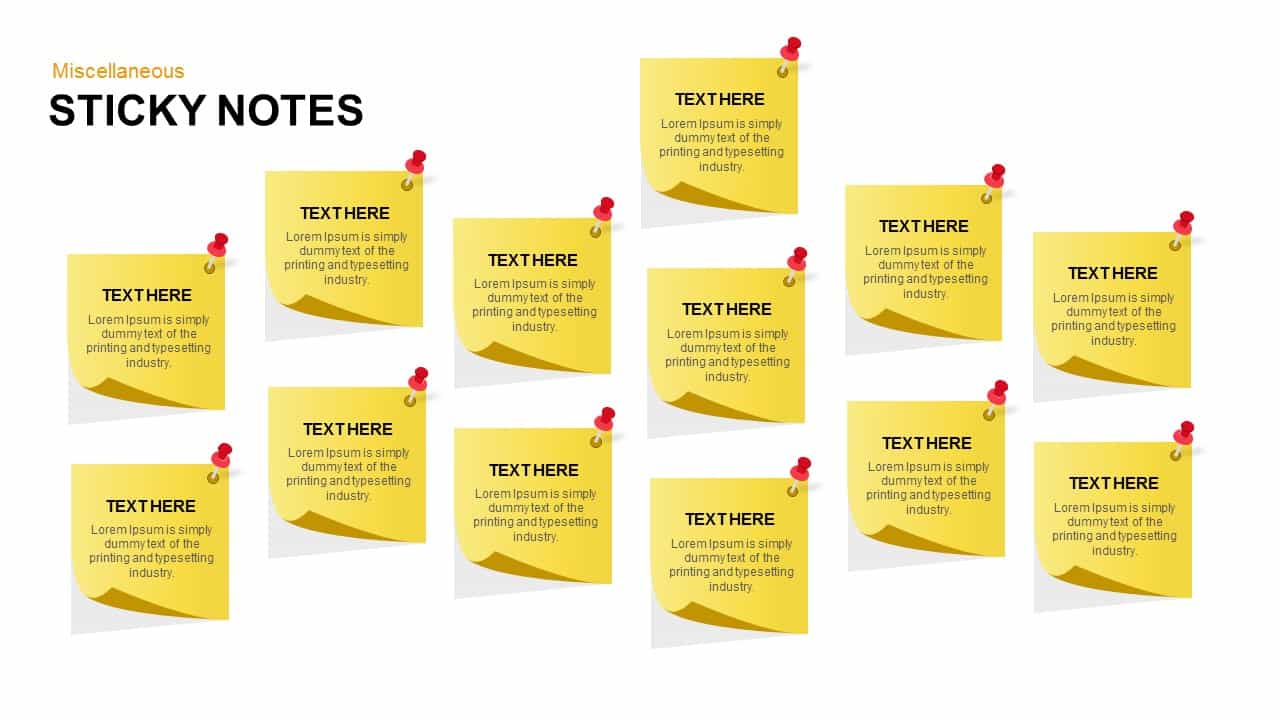 Miscellaneous
STICKY NOTES
TEXT HERE
Lorem Ipsum is simply
dummy text of the
printing and typesetting
industry.
TEXT HERE
Lorem Ipsum is simply
dummy text of the
printing and typesetting
industry.
TEXT HERE
Lorem Ipsum is simply
dummy text of the
printing and typesetting
industry.
TEXT HERE
Lorem Ipsum is simply
dummy text of the
printing and typesetting
industry.
TEXT HERE
Lorem Ipsum is simply
dummy text of the
printing and typesetting
industry.
TEXT HERE
Lorem Ipsum is simply
dummy text of the
printing and typesetting
industry.
TEXT HERE
Lorem Ipsum is simply
dummy text of the
printing and typesetting
industry.
TEXT HERE
Lorem Ipsum is simply
dummy text of the
printing and typesetting
industry.
TEXT HERE
Lorem Ipsum is simply
dummy text of the
printing and typesetting
industry.
TEXT HERE
Lorem Ipsum is simply
dummy text of the
printing and typesetting
industry.
TEXT HERE
Lorem Ipsum is simply
dummy text of the
printing and typesetting
industry.
TEXT HERE
Lorem Ipsum is simply
dummy text of the
printing and typesetting
industry.
TEXT HERE
Lorem Ipsum is simply
dummy text of the
printing and typesetting
industry.